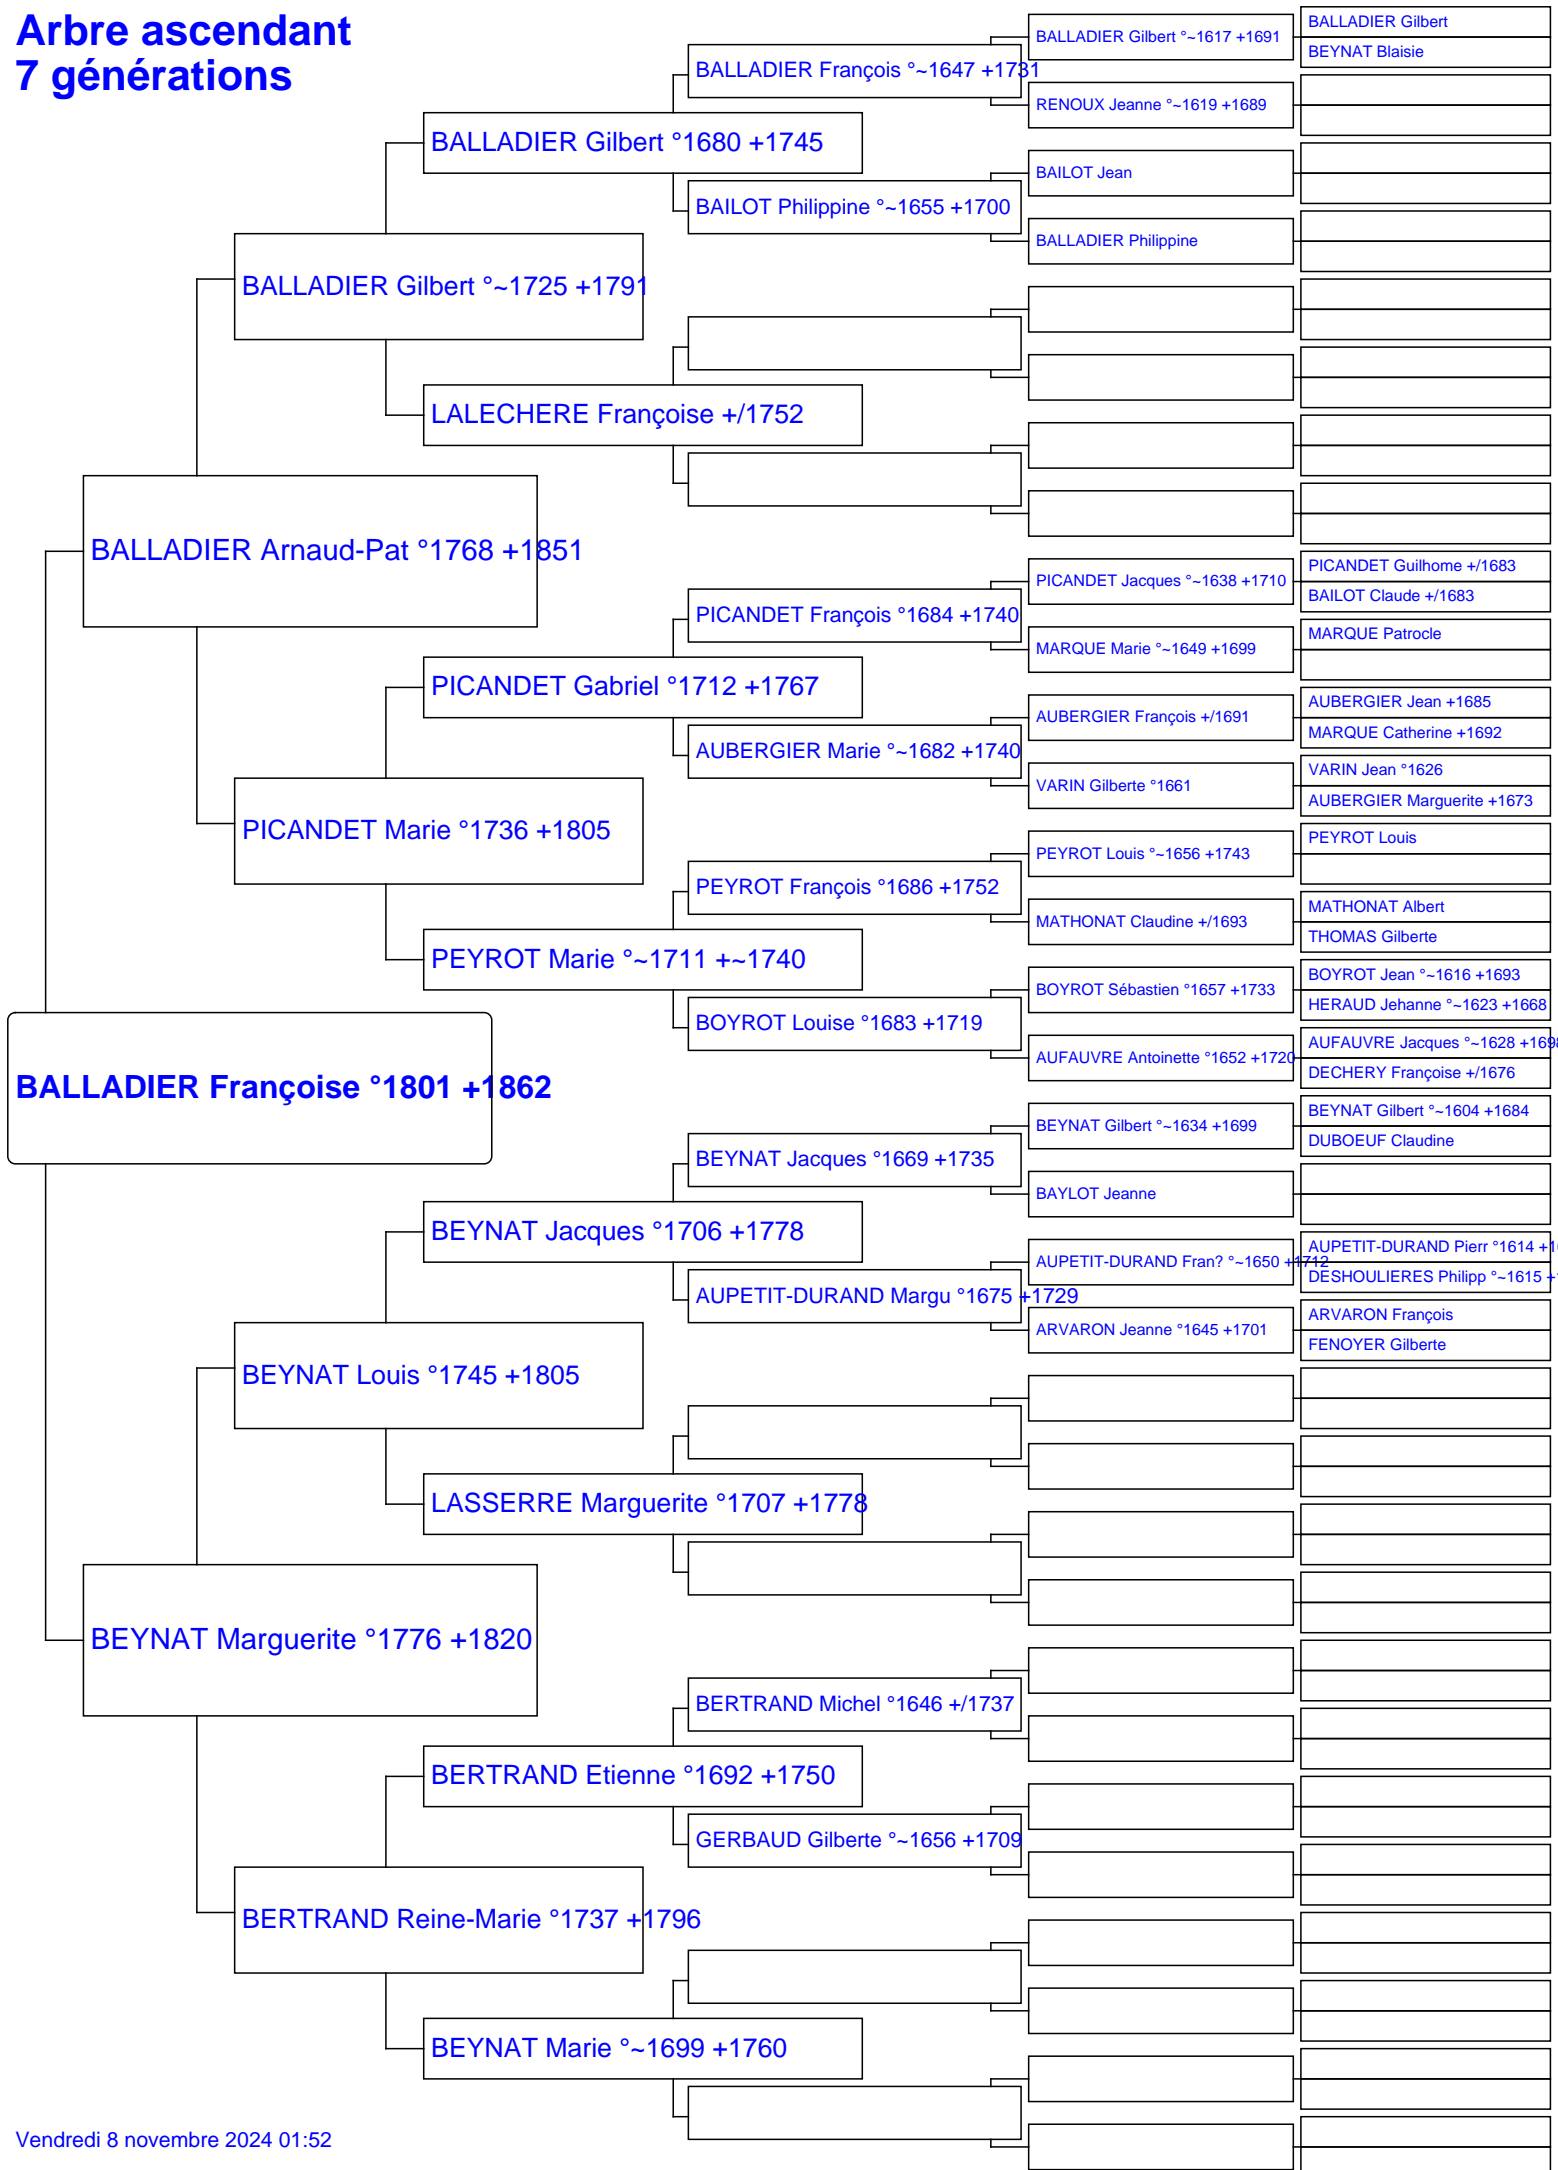 Arbre ascendant
7 générations
BALLADIER Françoise °1801 +1862
BALLADIER Arnaud-Pat °1768 +1851
BEYNAT Marguerite °1776 +1820
BALLADIER Gilbert °~1725 +1791
PICANDET Marie °1736 +1805
BEYNAT Louis °1745 +1805
BERTRAND Reine-Marie °1737 +1796
BALLADIER Gilbert °1680 +1745
LALECHERE Françoise +/1752
PICANDET Gabriel °1712 +1767
PEYROT Marie °~1711 +~1740
BEYNAT Jacques °1706 +1778
LASSERRE Marguerite °1707 +1778
BERTRAND Etienne °1692 +1750
BEYNAT Marie °~1699 +1760
BALLADIER François °~1647 +1731
BAILOT Philippine °~1655 +1700
PICANDET François °1684 +1740
AUBERGIER Marie °~1682 +1740
PEYROT François °1686 +1752
BOYROT Louise °1683 +1719
BEYNAT Jacques °1669 +1735
AUPETIT-DURAND Margu °1675 +1729
BERTRAND Michel °1646 +/1737
GERBAUD Gilberte °~1656 +1709
BALLADIER Gilbert °~1617 +1691
RENOUX Jeanne °~1619 +1689
BAILOT Jean
BALLADIER Philippine
PICANDET Jacques °~1638 +1710
MARQUE Marie °~1649 +1699
AUBERGIER François +/1691
VARIN Gilberte °1661
PEYROT Louis °~1656 +1743
MATHONAT Claudine +/1693
BOYROT Sébastien °1657 +1733
AUFAUVRE Antoinette °1652 +1720
BEYNAT Gilbert °~1634 +1699
BAYLOT Jeanne
AUPETIT-DURAND Fran? °~1650 +1712
ARVARON Jeanne °1645 +1701
BALLADIER Gilbert
BEYNAT Blaisie
PICANDET Guilhome +/1683
BAILOT Claude +/1683
MARQUE Patrocle
AUBERGIER Jean +1685
MARQUE Catherine +1692
VARIN Jean °1626
AUBERGIER Marguerite +1673
PEYROT Louis
MATHONAT Albert
THOMAS Gilberte
BOYROT Jean °~1616 +1693
HERAUD Jehanne °~1623 +1668
AUFAUVRE Jacques °~1628 +1698
DECHERY Françoise +/1676
BEYNAT Gilbert °~1604 +1684
DUBOEUF Claudine
AUPETIT-DURAND Pierr °1614
DESHOULIERES Philipp °~1615
ARVARON François
FENOYER Gilberte
Vendredi 8 novembre 2024 01:52